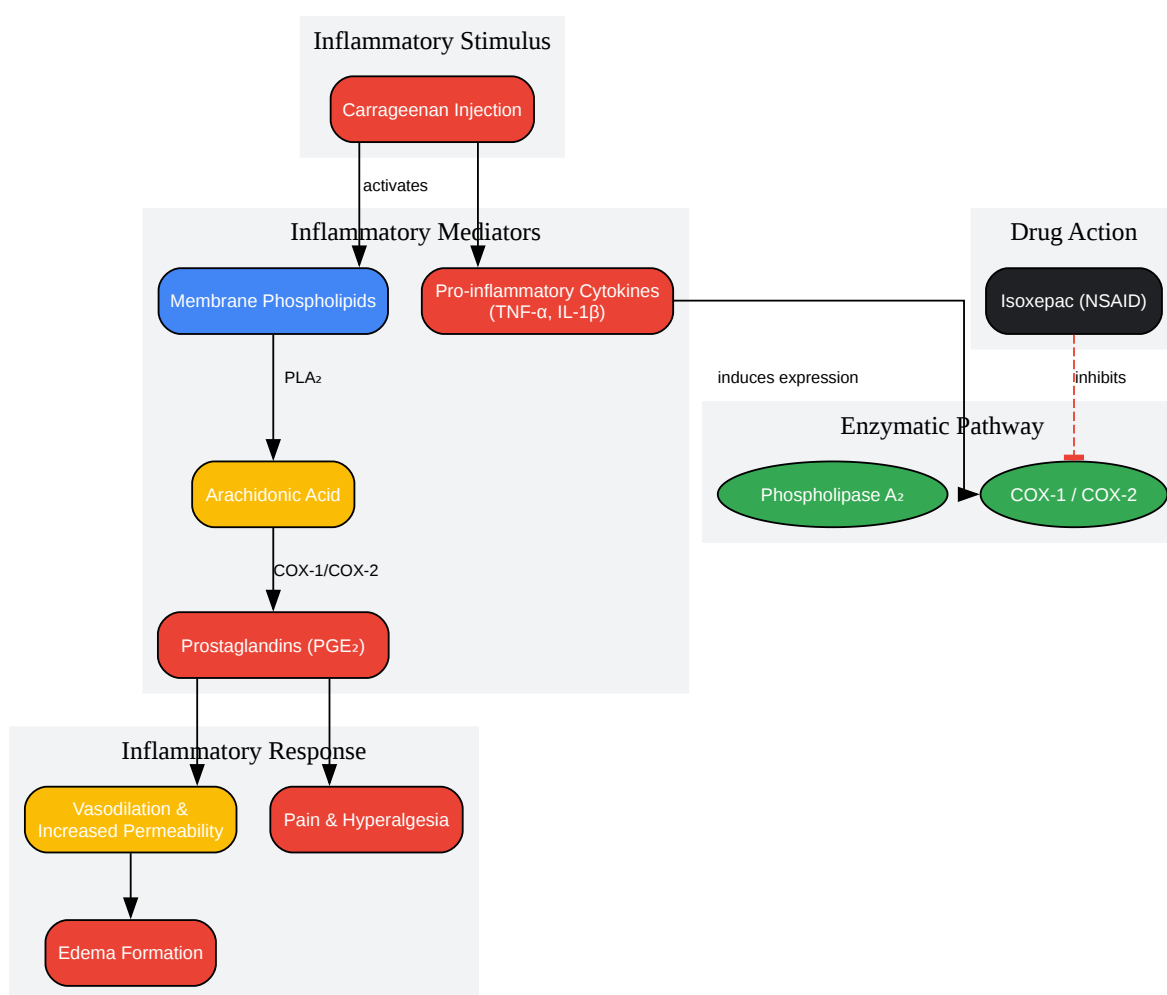 Inflammatory Stimulus
Carrageenan Injection
activates
Inflammatory Mediators
Drug Action
Membrane Phospholipids
Pro-inflammatory Cytokines
(TNF-α, IL-1β)
Isoxepac (NSAID)
PLA₂
induces expression
inhibits
Enzymatic Pathway
Arachidonic Acid
Phospholipase A₂
COX-1 / COX-2
COX-1/COX-2
Prostaglandins (PGE₂)
Inflammatory Response
Vasodilation &
Increased Permeability
Pain & Hyperalgesia
Edema Formation